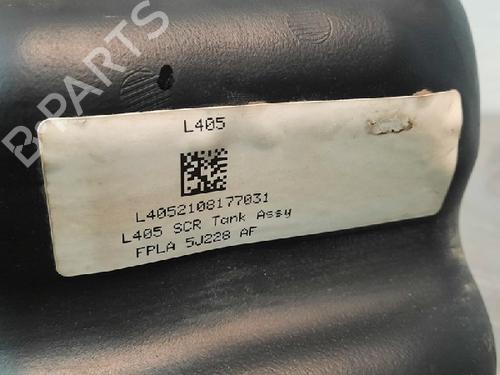 B-PARTS
L405
L4052108177031
L405 SCR Tank Assy
FPLA 5J228 AF